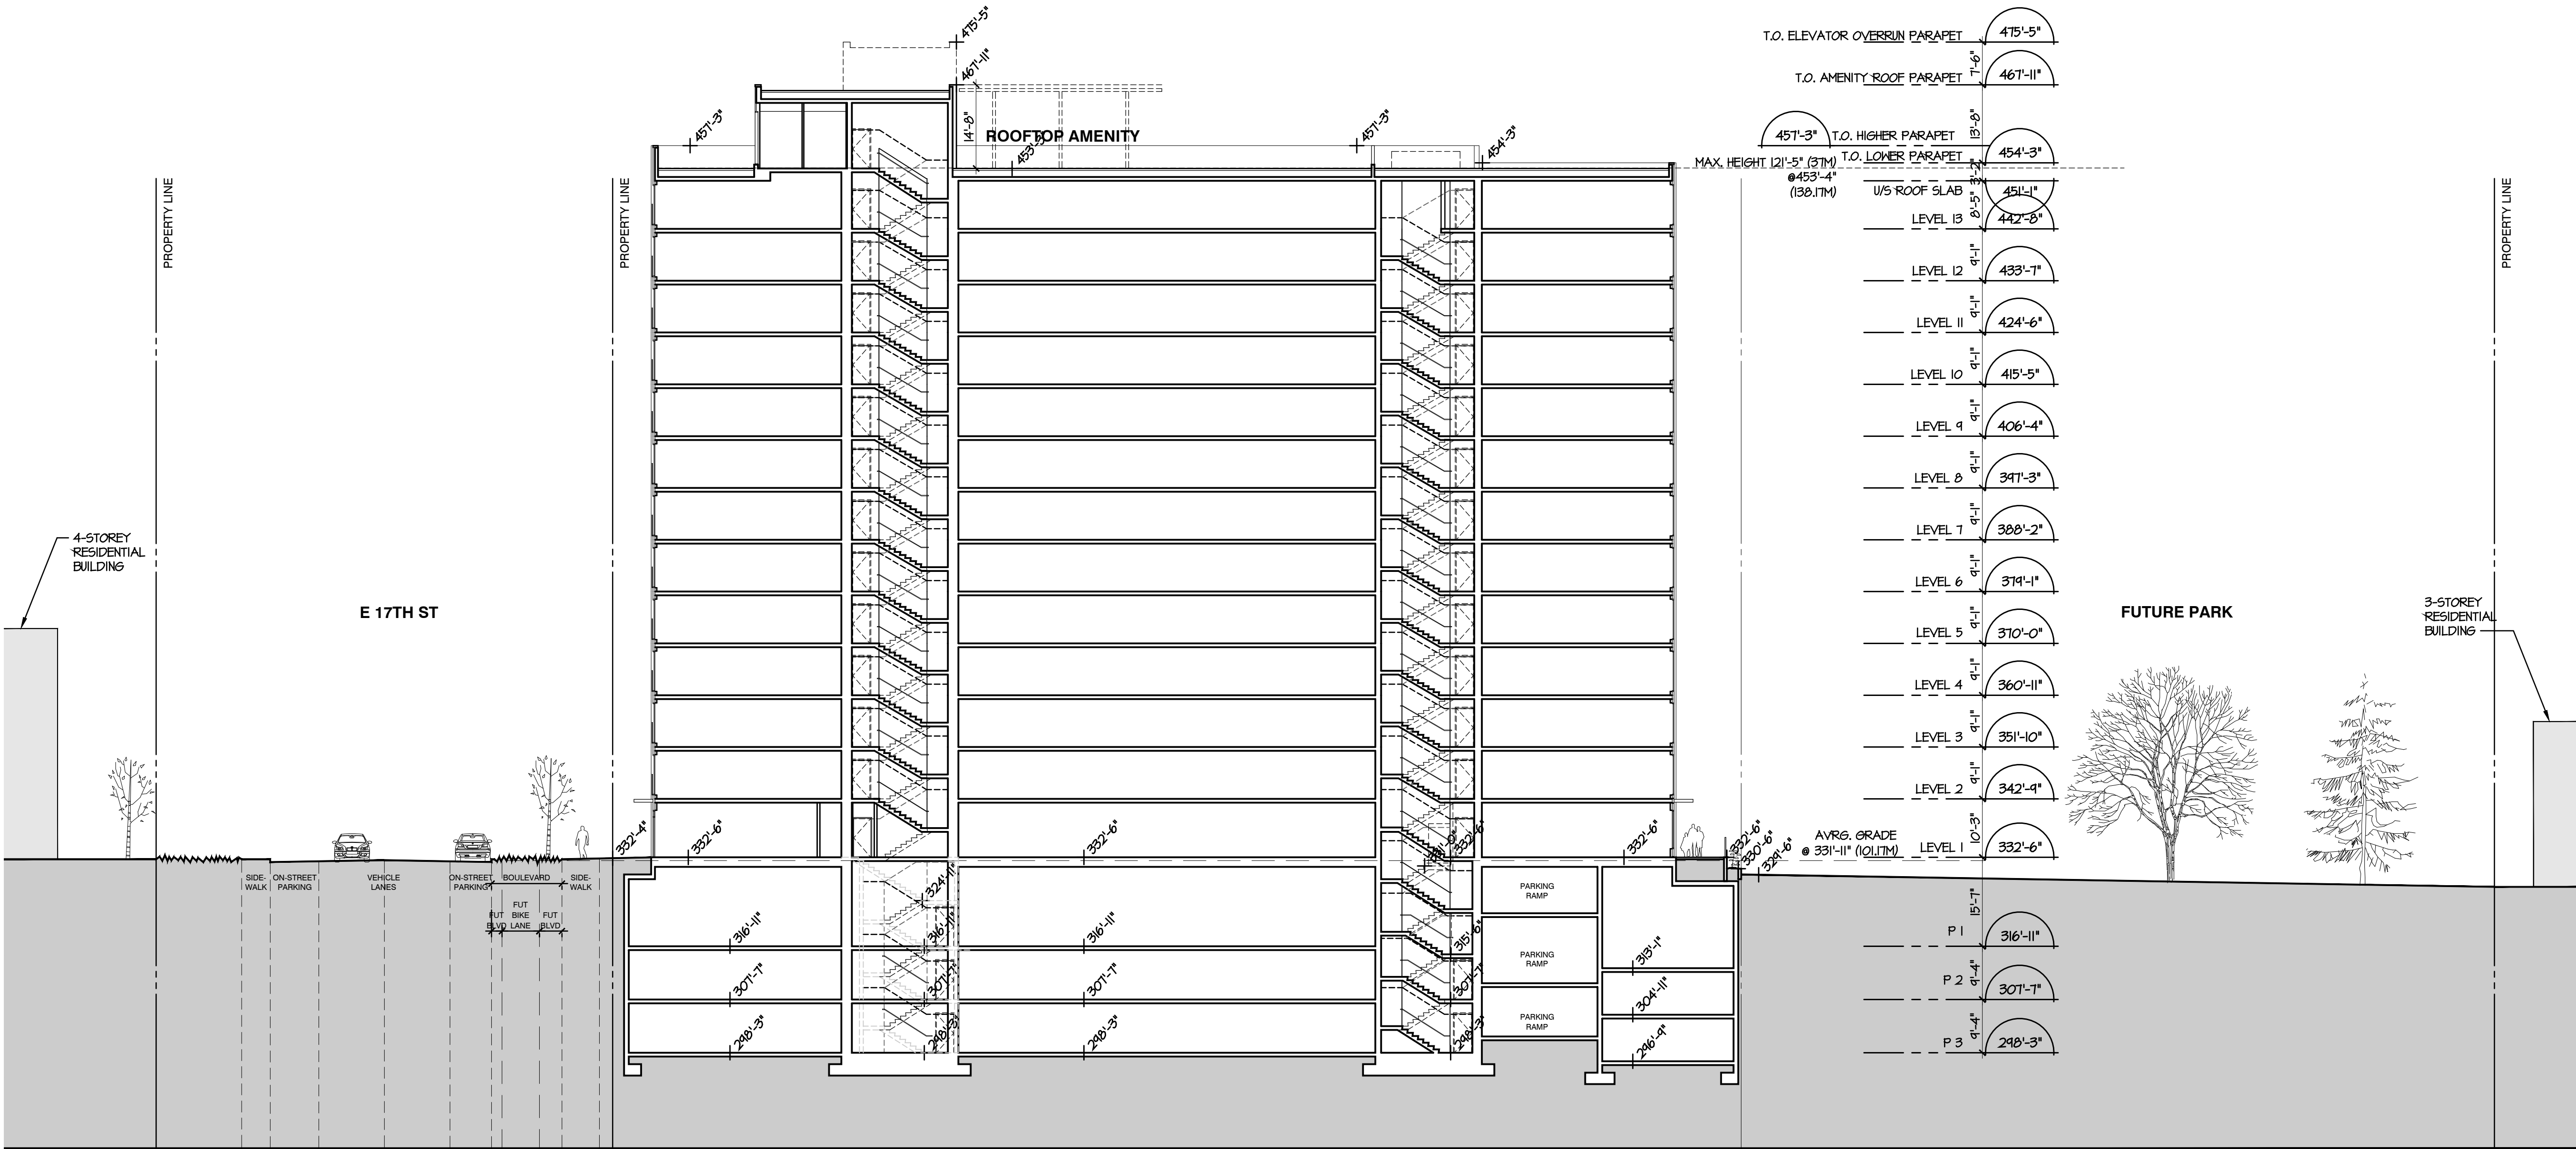 475'-5"
467'-11"
457'-3"
14'-8"
ROOFTOP AMENITY
457'-3"
454'-3"
T.O. ELEVATOR OVERRUN PARAPET
475'-5"
7'-6"
T.O. AMENITY ROOF PARAPET
467'-11"
13'-8"
457'-3"
T.O. HIGHER PARAPET
T.O. LOWER PARAPET
454'-3"
MAX. HEIGHT 121'-5" (37M)
@453'-4"
(138.17M)
3'-2"
U/S ROOF SLAB
451'-1"
8'-5"
LEVEL 13
442'-8"
9'-1"
LEVEL 12
433'-7"
9'-1"
LEVEL 11
424'-6"
9'-1"
LEVEL 10
415'-5"
9'-1"
LEVEL 9
406'-4"
9'-1"
LEVEL 8
397'-3"
9'-1"
LEVEL 7
388'-2"
9'-1"
LEVEL 6
379'-1"
9'-1"
LEVEL 5
370'-0"
9'-1"
LEVEL 4
360'-11"
9'-1"
LEVEL 3
351'-10"
9'-1"
LEVEL 2
342'-9"
10'-3"
AVRG. GRADE
@ 331'-11" (101.17M)
LEVEL 1
332'-6"
15'-7"
P 1
316'-11"
9'-4"
P 2
307'-7"
9'-4"
P 3
298'-3"
PROPERTY LINE
PROPERTY LINE
PROPERTY LINE
4-STOREY
RESIDENTIAL
BUILDING
E 17TH ST
FUTURE PARK
3-STOREY
RESIDENTIAL
BUILDING
332'-4"
332'-6"
332'-6"
332'-6"
332'-6"
332'-6"
330'-6"
329'-6"
SIDE-
WALK
ON-STREET
PARKING
VEHICLE
LANES
ON-STREET
PARKING
BOULEVARD
SIDE-
WALK
FUT
BLVD
FUT
BIKE
LANE
FUT
BLVD
324'-11"
316'-11"
316'-11"
316'-11"
315'-6"
313'-1"
307'-7"
307'-7"
307'-7"
307'-7"
304'-11"
298'-3"
298'-3"
298'-3"
298'-3"
296'-9"
PARKING
RAMP
PARKING
RAMP
PARKING
RAMP